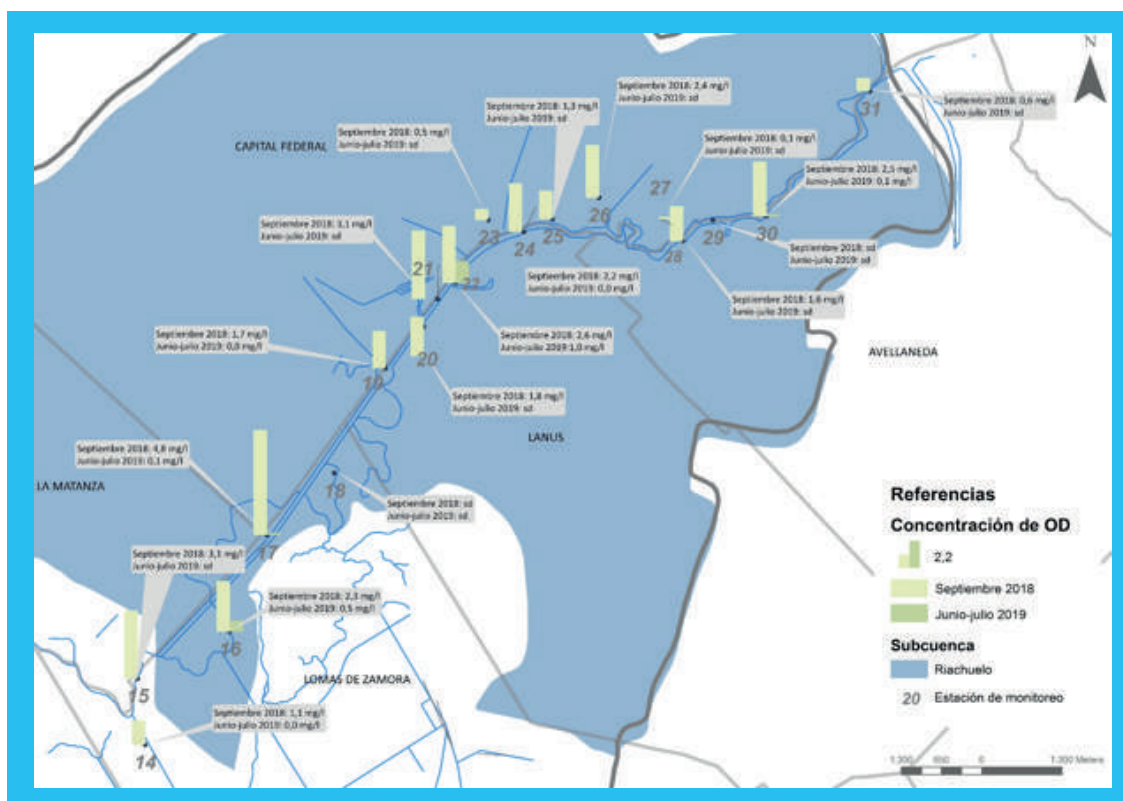 N
Septiembre 2018: 0,6 mg/l
Junio-julio 2019: sd
31
Septiembre 2018: 2,4 mg/l
Junio-julio 2019: sd
Septiembre 2018: 1,3 mg/l
Junio-julio 2019: sd
Septiembre 2018: 0,5 mg/l
Junio-julio 2019: sd
Septiembre 2018: 0,1 mg/l
Junio-julio 2019: sd
CAPITAL FEDERAL
Septiembre 2018: 2,5 mg/l
Junio-julio 2019: 0,1 mg/l
27
26
23
24
25
28
29
30
Septiembre 2018: 3,1 mg/l
Junio-julio 2019: sd
Septiembre 2018: sd
Junio-julio 2019: sd
21
22
Septiembre 2018: 2,2 mg/l
Junio-julio 2019: 0,0 mg/l
Septiembre 2018: 1,6 mg/l
Junio-julio 2019: sd
Septiembre 2018: 1,7 mg/l
Junio-julio 2019: 0,0 mg/l
Septiembre 2018: 2,6 mg/l
Junio-julio 2019:1,0 mg/l
AVELLANEDA
20
19
Septiembre 2018: 1,8 mg/l
Junio-julio 2019: sd
LANUS
Septiembre 2018: 4,8 mg/l
Junio-julio 2019: 0,1 mg/l
LA MATANZA
18
Septiembre 2018: sd
Junio-julio 2019: sd
17
Septiembre 2018: 3,1 mg/l
Junio-julio 2019: sd
Septiembre 2018: 2,3 mg/l
Junio-julio 2019: 0,5 mg/l
16
LOMAS DE ZAMORA
15
Septiembre 2018: 1,1 mg/l
Junio-julio 2019: 0,0 mg/l
14
Referencias
Concentración de OD
2,2
Septiembre 2018
Junio-julio 2019
Subcuenca
Riachuelo
20 Estación de monitoreo
1.300 650 0 1.300 Meters